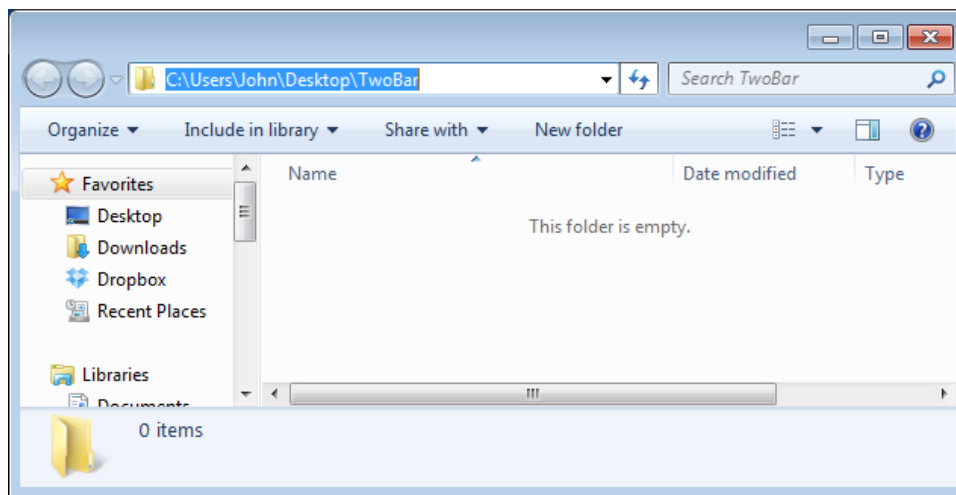 C:\Users\John\Desktop\TwoBar Search TwoBar
Organize Include in library Share with New folder
Favorites
Desktop
Downloads
Dropbox
Recent Places
Libraries
Documents
Name Date modified Type
This folder is empty.
0 items